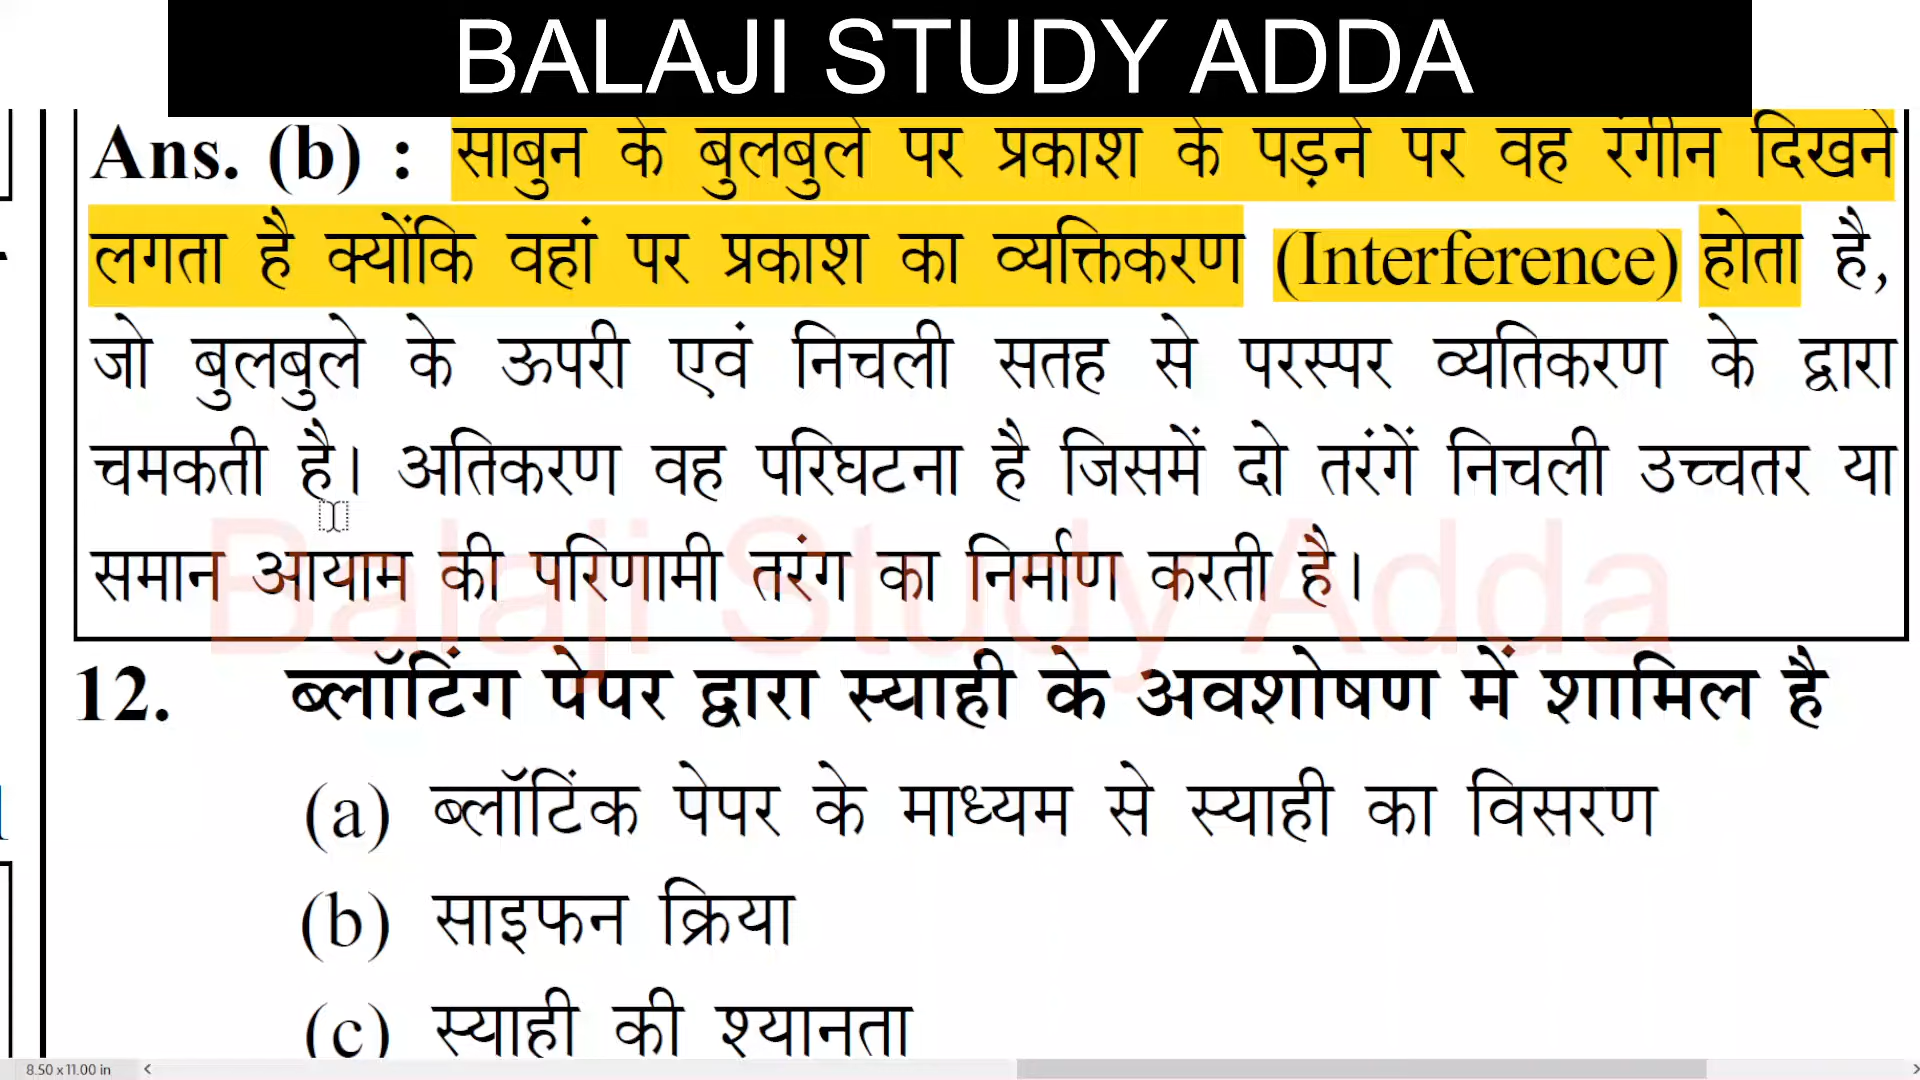 BALAJI STUDY ADDA
Ans. (b) : साबुन के बुलबुले पर प्रकाश के पड़ने पर वह रंगीन दिखने
लगता है क्योंकि वहां पर प्रकाश का व्यक्तिकरण (Interference) होता है,
जो बुलबुले के ऊपरी एवं निचली सतह से परस्पर व्यतिकरण के द्वारा
चमकती है। अतिकरण वह परिघटना है जिसमें दो तरंगें निचली उच्चतर या
समान आयाम की परिणामी तरंग का निर्माण करती है।
Balaji Study Adda
12. ब्लॉटिंग पेपर द्वारा स्याही के अवशोषण में शामिल है
(a) ब्लॉटिंक पेपर के माध्यम से स्याही का विसरण
(b) साइफन क्रिया
(c) स्याही की श्यानता
8.50 x 11.00 in